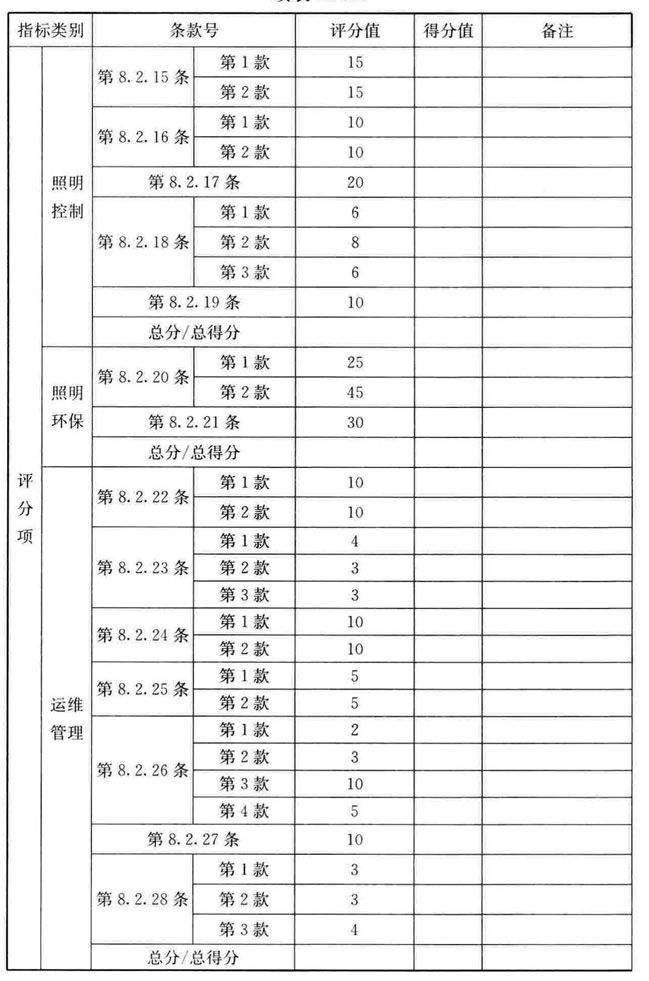 指标类别 条款号 评分值 得分值 备注
评分项
照明控制
第 8.2.15 条 第 1 款 15
第 2 款 15
第 8.2.16 条 第 1 款 10
第 2 款 10
第 8.2.17 条 20
第 8.2.18 条 第 1 款 6
第 2 款 8
第 3 款 6
第 8.2.19 条 10
总分/总得分
照明环保
第 8.2.20 条 第 1 款 25
第 2 款 45
第 8.2.21 条 30
总分/总得分
运维管理
第 8.2.22 条 第 1 款 10
第 2 款 10
第 8.2.23 条 第 1 款 4
第 2 款 3
第 3 款 3
第 8.2.24 条 第 1 款 10
第 2 款 10
第 8.2.25 条 第 1 款 5
第 2 款 5
第 8.2.26 条 第 1 款 2
第 2 款 3
第 3 款 10
第 4 款 5
第 8.2.27 条 10
第 8.2.28 条 第 1 款 3
第 2 款 3
第 3 款 4
总分/总得分